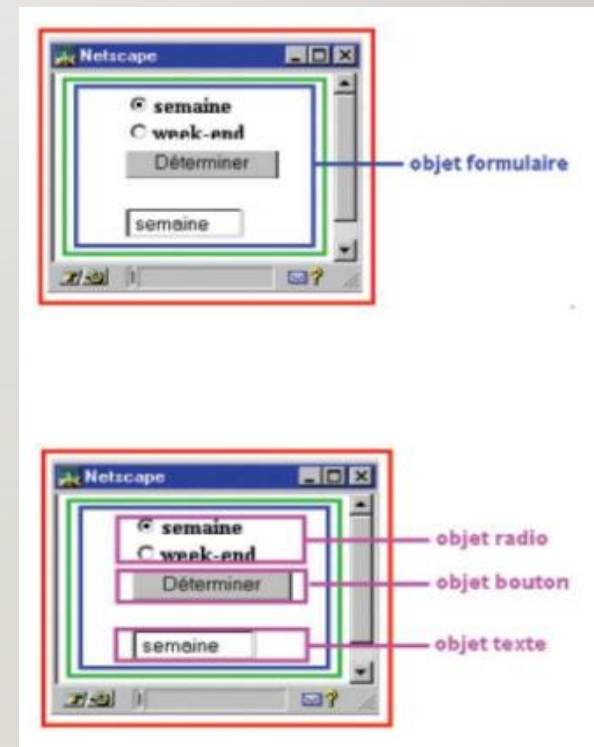 Netscape
semaine
week-end
Déterminer
objet formulaire
semaine
Netscape
semaine
objet radio
week-end
Déterminer
objet bouton
semaine
objet texte